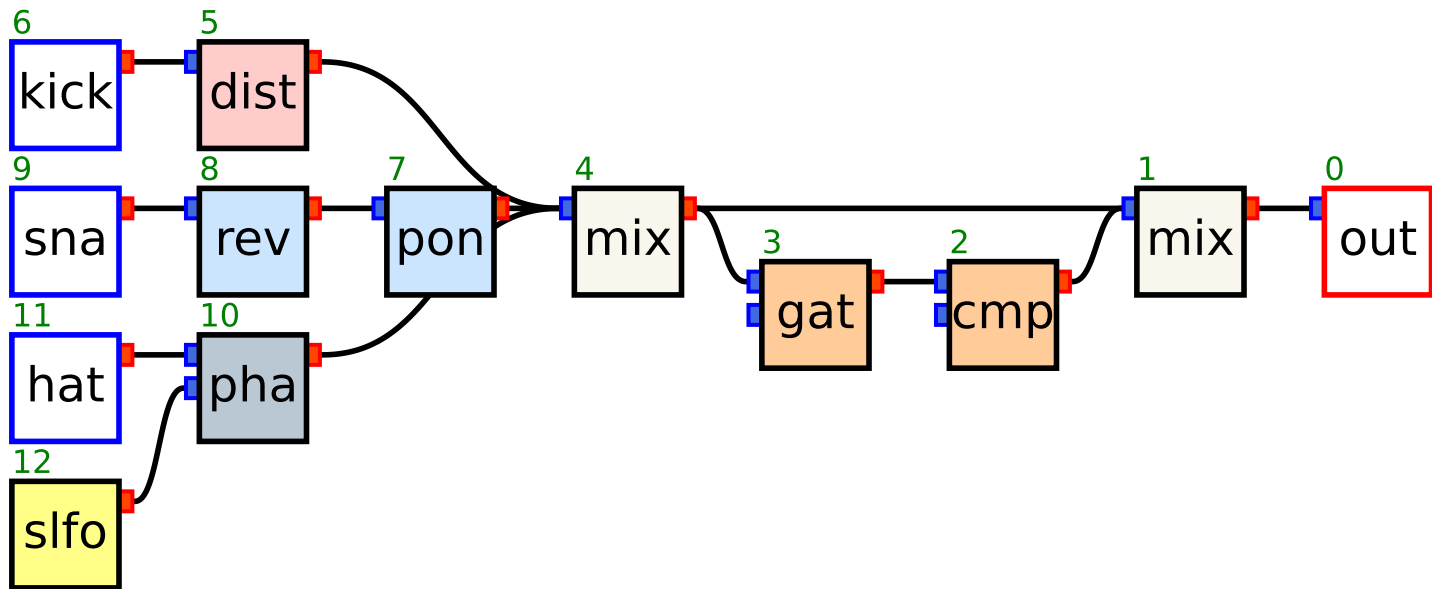 6 5
kick dist
9 8 7 4 1 0
sna rev pon mix mix out
3 2
gat cmp
11 10
hat pha
12
slfo